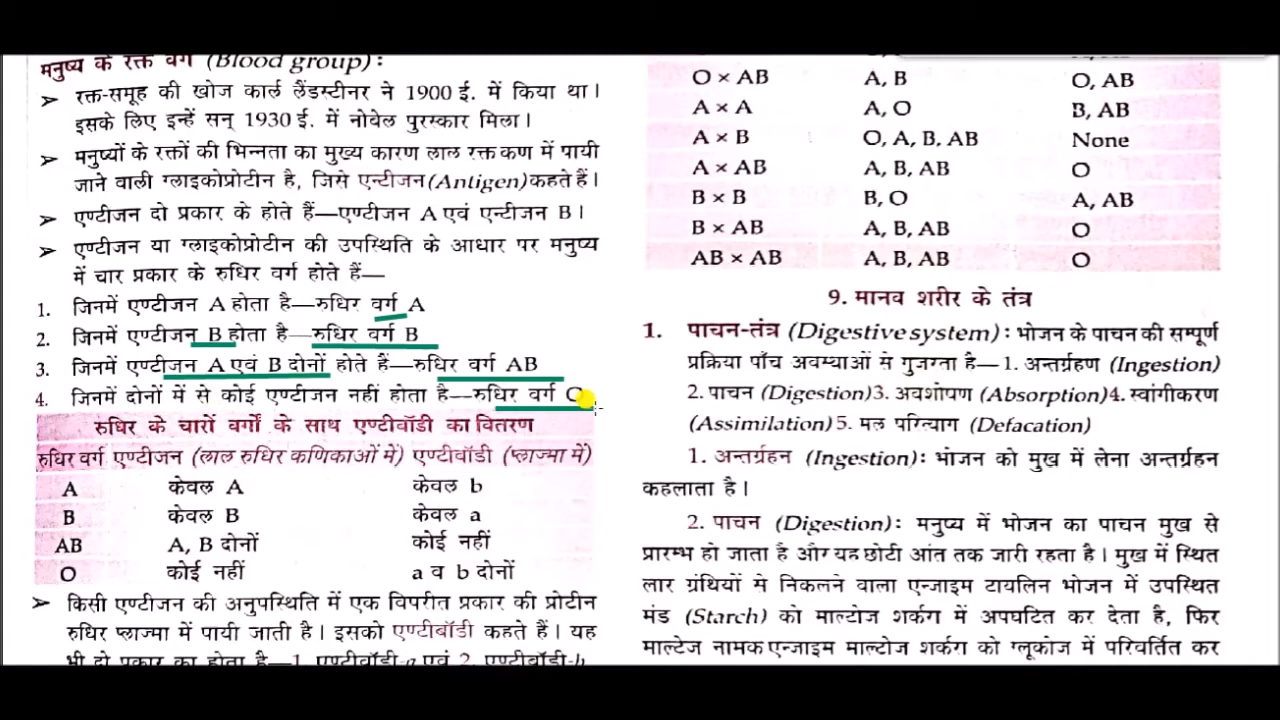 मनुष्य के रक्त वर्ग (Blood group) :
➤ रक्त-समूह की खोज कार्ल लैंडस्टीनर ने 1900 ई. में किया था।
इसके लिए इन्हें सन् 1930 ई. में नोबेल पुरस्कार मिला।
➤ मनुष्यों के रक्तों की भिन्नता का मुख्य कारण लाल रक्त कण में पायी
जाने वाली ग्लाइकोप्रोटीन है, जिसे एन्टीजन (Antigen) कहते हैं।
➤ एण्टीजन दो प्रकार के होते हैं—एण्टीजन A एवं एन्टीजन B।
➤ एण्टीजन या ग्लाइकोप्रोटीन की उपस्थिति के आधार पर मनुष्य
में चार प्रकार के रुधिर वर्ग होते हैं—
1. जिनमें एण्टीजन A होता है—रुधिर वर्ग A
2. जिनमें एण्टीजन B होता है—रुधिर वर्ग B
3. जिनमें एण्टीजन A एवं B दोनों होते हैं—रुधिर वर्ग AB
4. जिनमें दोनों में से कोई एण्टीजन नहीं होता है—रुधिर वर्ग O
रुधिर के चारों वर्गों के साथ एण्टीबॉडी का वितरण
रुधिर वर्ग एण्टीजन (लाल रुधिर कणिकाओं में) एण्टीबॉडी (प्लाज्मा में)
A केवल A केवल b
B केवल B केवल a
AB A, B दोनों कोई नहीं
O कोई नहीं a व b दोनों
➤ किसी एण्टीजन की अनुपस्थिति में एक विपरीत प्रकार की प्रोटीन
रुधिर प्लाज्मा में पायी जाती है। इसको एण्टीबॉडी कहते हैं। यह
भी दो प्रकार का होता है—1. एण्टीबॉडी-a एवं 2. एण्टीबॉडी-b
O × AB A, B O, AB
A × A A, O B, AB
A × B O, A, B, AB None
A × AB A, B, AB O
B × B B, O A, AB
B × AB A, B, AB O
AB × AB A, B, AB O
9. मानव शरीर के तंत्र
1. पाचन-तंत्र (Digestive system) : भोजन के पाचन की सम्पूर्ण
प्रक्रिया पाँच अवस्थाओं से गुजरता है— 1. अन्तर्ग्रहण (Ingestion)
2. पाचन (Digestion) 3. अवशोषण (Absorption) 4. स्वांगीकरण
(Assimilation) 5. मल परित्याग (Defacation)
1. अन्तर्ग्रहन (Ingestion) : भोजन को मुख में लेना अन्तर्ग्रहन
कहलाता है।
2. पाचन (Digestion) : मनुष्य में भोजन का पाचन मुख से
प्रारम्भ हो जाता है और यह छोटी आंत तक जारी रहता है। मुख में स्थित
लार ग्रंथियों से निकलने वाला एन्जाइम टायलिन भोजन में उपस्थित
मंड (Starch) को माल्टोज शर्करा में अपघटित कर देता है, फिर
माल्टेज नामक एन्जाइम माल्टोज शर्करा को ग्लूकोज में परिवर्तित कर